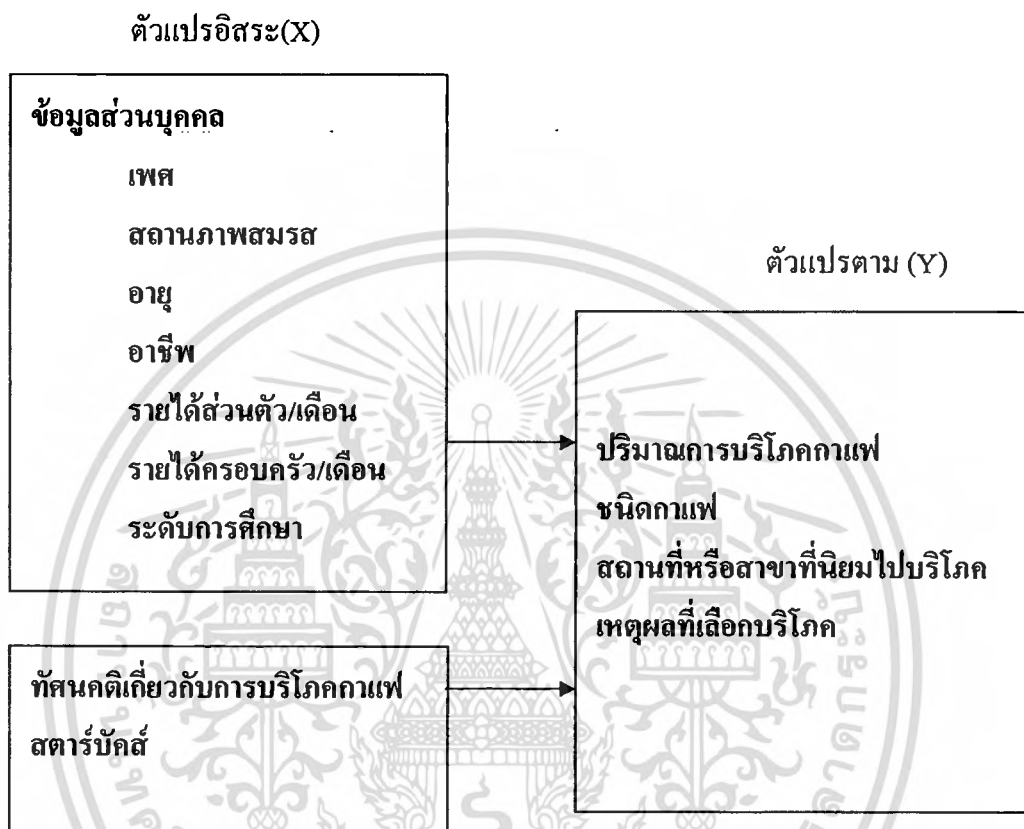 ตัวแปรอิสระ(X)
ข้อมูลส่วนบุคคล
เพศ
สถานภาพสมรส
อายุ
อาชีพ
รายได้ส่วนตัว/เดือน
รายได้ครอบครัว/เดือน
ระดับการศึกษา
ทัศนคติเกี่ยวกับการบริโภคกาแฟ
สตาร์บัคส์
ตัวแปรตาม (Y)
ปริมาณการบริโภคกาแฟ
ชนิดกาแฟ
สถานที่หรือสาขาที่นิยมไปบริโภค
เหตุผลที่เลือกบริโภค